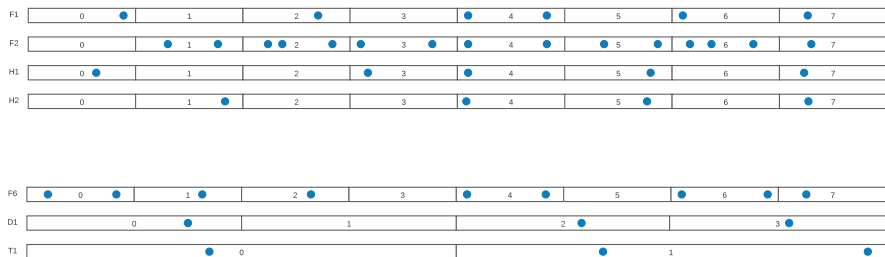 F1 0 1 2 3 4 5 6 7
F2 0 1 2 3 4 5 6 7
H1 0 1 2 3 4 5 6 7
H2 0 1 2 3 4 5 6 7
F6 0 1 2 3 4 5 6 7
D1 0 1 2 3
T1 0 1